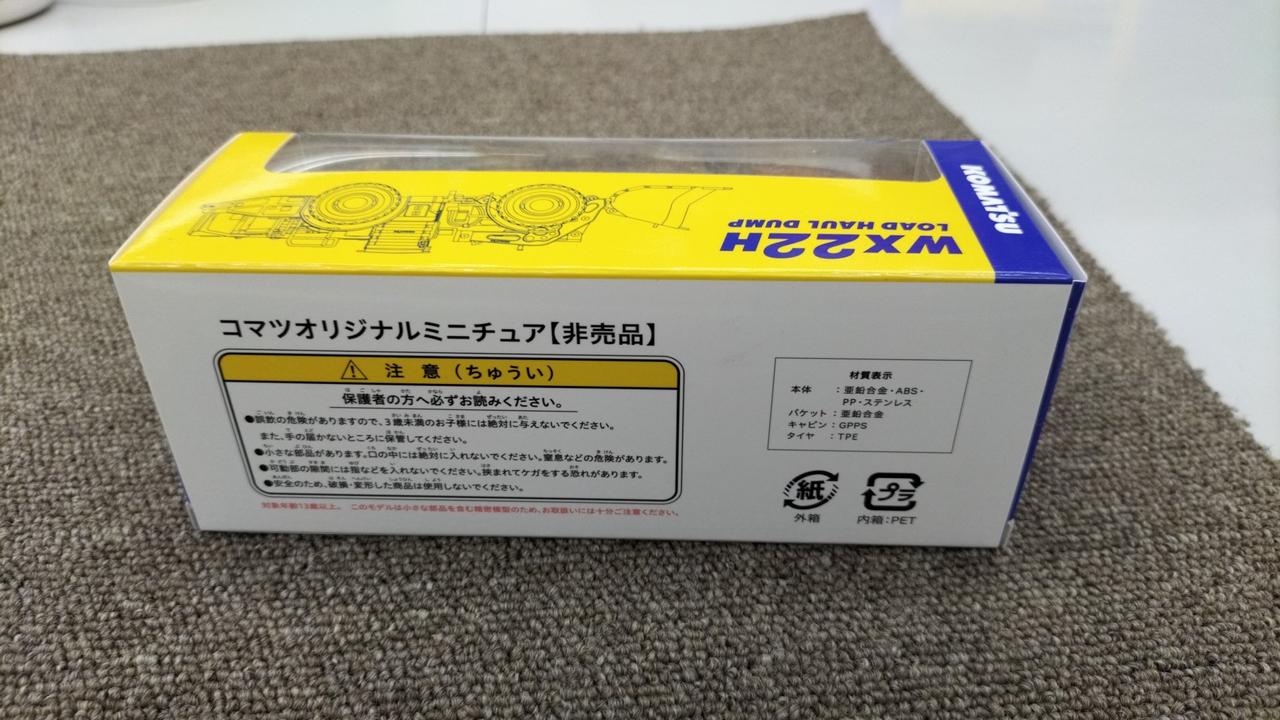 KOMATSU
WX22H
LOAD HAUL DUMP
コマツオリジナルミニチュア【非売品】
注 意（ちゅうい）
保護者の方へ必ずお読みください。
●誤飲の危険がありますので、3歳未満のお子様には絶対に与えないでください。
また、手の届かないところに保管してください。
●小さな部品があります。口の中には絶対に入れないでください。窒息などの危険があります。
●可動部の隙間には指などを入れないでください。挟まれてケガをする恐れがあります。
●安全のため、破損・変形した商品は使用しないでください。
対象年齢13歳以上。 このモデルは小さな部品を含む精密模型のため、お取扱いには十分ご注意ください。
材質表示
本体 ：亜鉛合金・ABS・
PP・ステンレス
バケット：亜鉛合金
キャビン：GPPS
タイヤ ：TPE
紙
外箱
プラ
内箱：PET